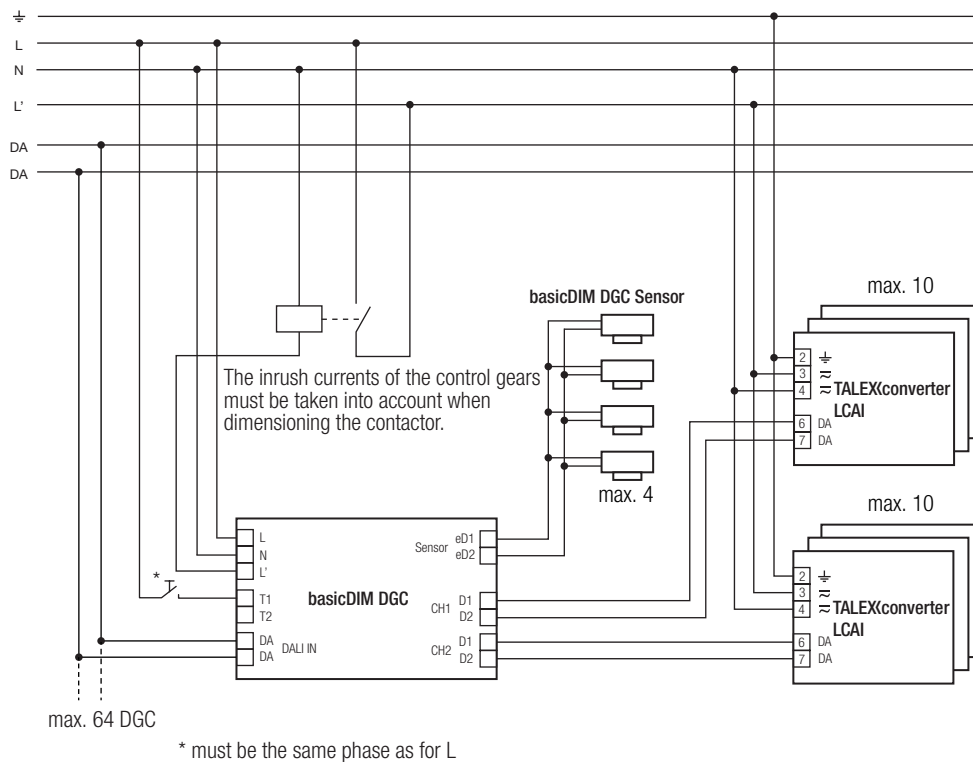 ⏚
L
N
L'
DA
DA
The inrush currents of the control gears
must be taken into account when
dimensioning the contactor.
basicDIM DGC Sensor
max. 4
max. 10
2 ⏚
3 ≂
4 ≂
TALEXXconverter
LCAI
6 DA
7 DA
max. 10
2 ⏚
3 ≂
4 ≂
TALEXXconverter
LCAI
6 DA
7 DA
*
L
N
L'
T1
T2
DA
DA
DALI IN
basicDIM DGC
Sensor
eD1
eD2
CH1
D1
D2
CH2
D1
D2
max. 64 DGC
* must be the same phase as for L